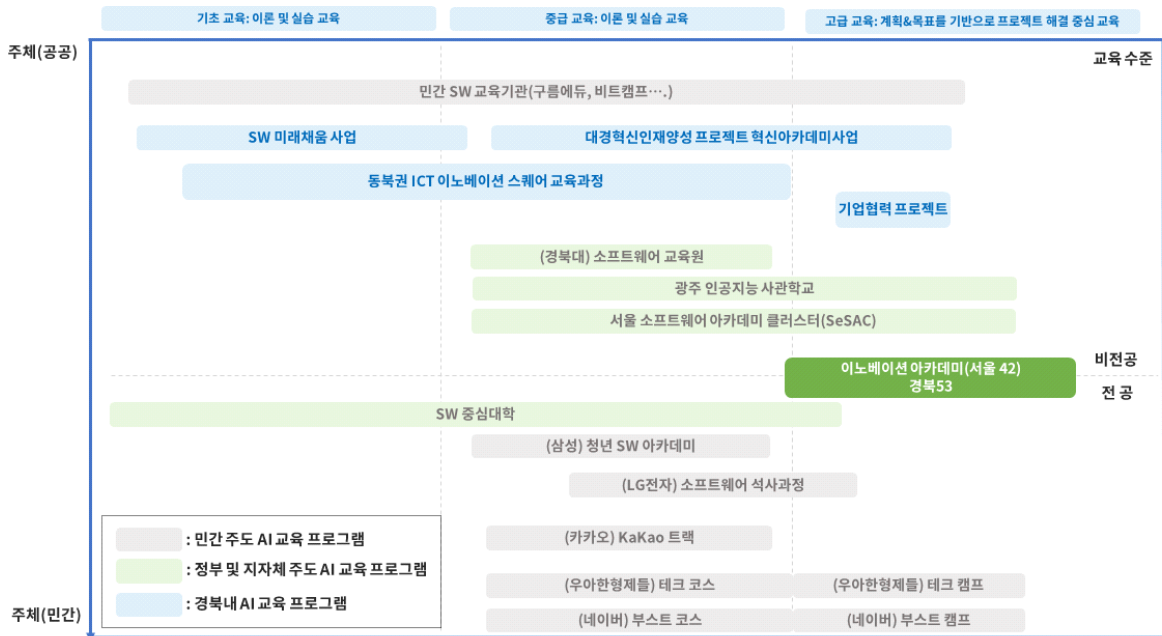 기초 교육: 이론 및 실습 교육
중급 교육: 이론 및 실습 교육
고급 교육: 계획&목표를 기반으로 프로젝트 해결 중심 교육
주체(공공)
교육 수준
민간 SW 교육기관(구름에듀, 비트캠프….)
SW 미래채움 사업
대경혁신인재양성 프로젝트 혁신아카데미사업
동북권 ICT 이노베이션 스퀘어 교육과정
기업협력 프로젝트
(경북대) 소프트웨어 교육원
광주 인공지능 사관학교
서울 소프트웨어 아카데미 클러스터(SeSAC)
비전공
이노베이션 아카데미(서울 42)
경북53
전 공
SW 중심대학
(삼성) 청년 SW 아카데미
(LG전자) 소프트웨어 석사과정
: 민간 주도 AI 교육 프로그램
(카카오) KaKao 트랙
: 정부 및 지자체 주도 AI 교육 프로그램
(우아한형제들) 테크 코스
(우아한형제틀) 테크 캠프
: 경북내 AI 교육 프로그램
주체(민간)
(네이버) 부스트 코스
(네이버) 부스트 캠프